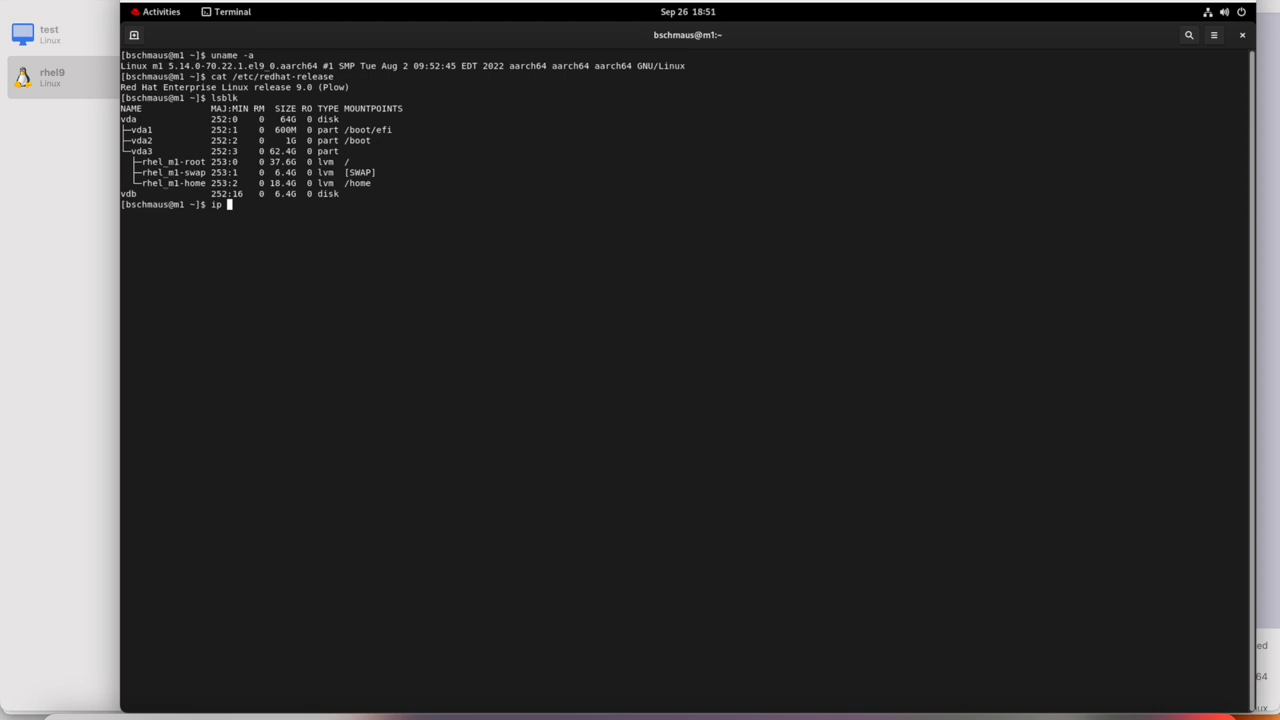 test
Linux
rhel9
Linux
Activities Terminal Sep 26 18:51
bschmaus@m1:~
[bschmaus@m1 ~]$ uname -a
Linux m1 5.14.0-70.22.1.el9_0.aarch64 #1 SMP Tue Aug 2 09:52:45 EDT 2022 aarch64 aarch64 aarch64 GNU/Linux
[bschmaus@m1 ~]$ cat /etc/redhat-release
Red Hat Enterprise Linux release 9.0 (Plow)
[bschmaus@m1 ~]$ lsblk
NAME MAJ:MIN RM SIZE RO TYPE MOUNTPOINTS
vda 252:0 0 64G 0 disk
├─vda1 252:1 0 600M 0 part /boot/efi
├─vda2 252:2 0 1G 0 part /boot
└─vda3 252:3 0 62.4G 0 part
├─rhel_m1-root 253:0 0 37.6G 0 lvm /
├─rhel_m1-swap 253:1 0 6.4G 0 lvm [SWAP]
└─rhel_m1-home 253:2 0 18.4G 0 lvm /home
vdb 252:16 0 6.4G 0 disk
[bschmaus@m1 ~]$ ip
ed
64